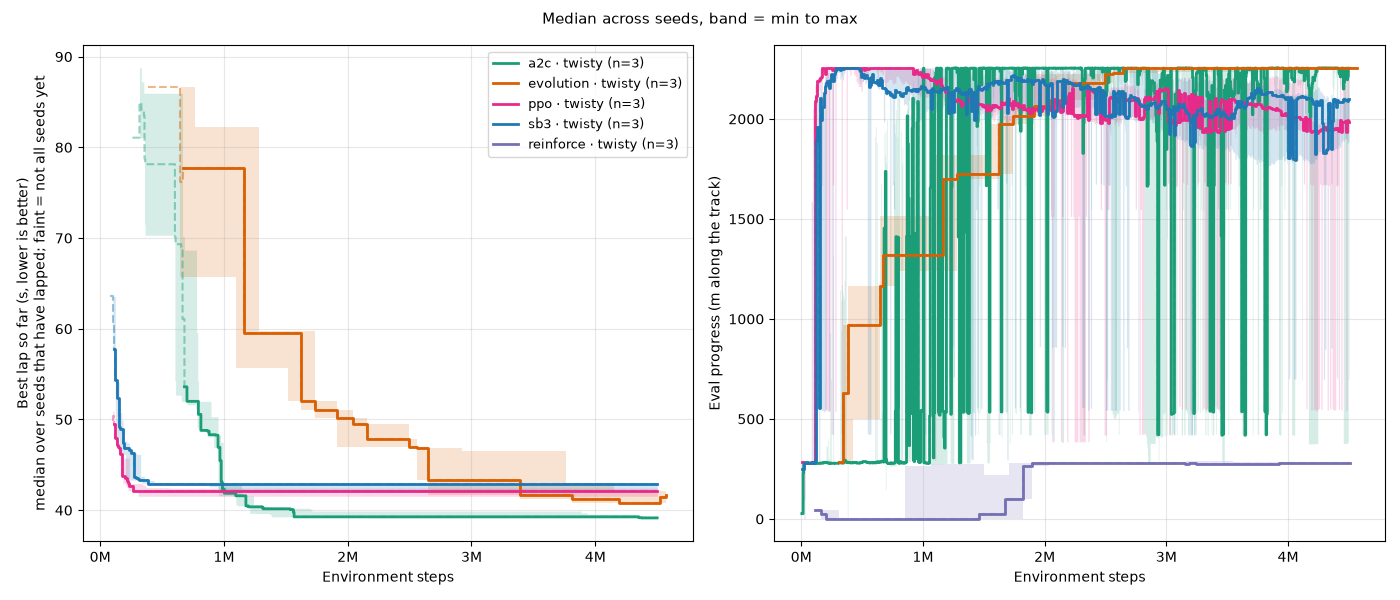 Median across seeds, band = min to max
Best lap so far (s, lower is better)
median over seeds that have lapped; faint = not all seeds yet
90
80
70
60
50
40
0M
1M
2M
3M
4M
Environment steps
a2c · twisty (n=3)
evolution · twisty (n=3)
ppo · twisty (n=3)
sb3 · twisty (n=3)
reinforce · twisty (n=3)
Eval progress (m along the track)
2000
1500
1000
500
0
0M
1M
2M
3M
4M
Environment steps